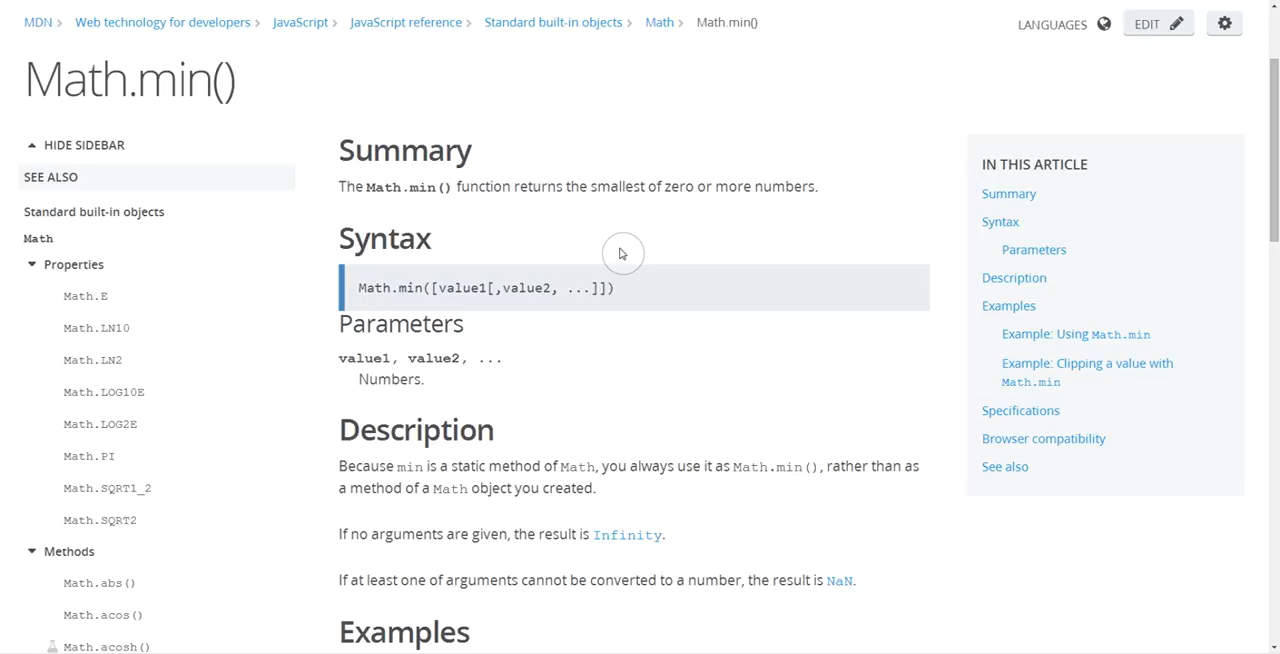 MDN Web technology for developers JavaScript JavaScript reference Standard built-in objects Math Math.min()
LANGUAGES EDIT
Math.min()
HIDE SIDEBAR
SEE ALSO
Standard built-in objects
Math
Properties
Math.E
Math.LN10
Math.LN2
Math.LOG10E
Math.LOG2E
Math.PI
Math.SQRT1_2
Math.SQRT2
Methods
Math.abs()
Math.acos()
Math.acosh()
Summary
The Math.min() function returns the smallest of zero or more numbers.
Syntax
Math.min([value1[,value2, ...]])
Parameters
value1, value2, ...
Numbers.
Description
Because min is a static method of Math, you always use it as Math.min(), rather than as
a method of a Math object you created.
If no arguments are given, the result is Infinity.
If at least one of arguments cannot be converted to a number, the result is NaN.
Examples
IN THIS ARTICLE
Summary
Syntax
Parameters
Description
Examples
Example: Using Math.min
Example: Clipping a value with
Math.min
Specifications
Browser compatibility
See also